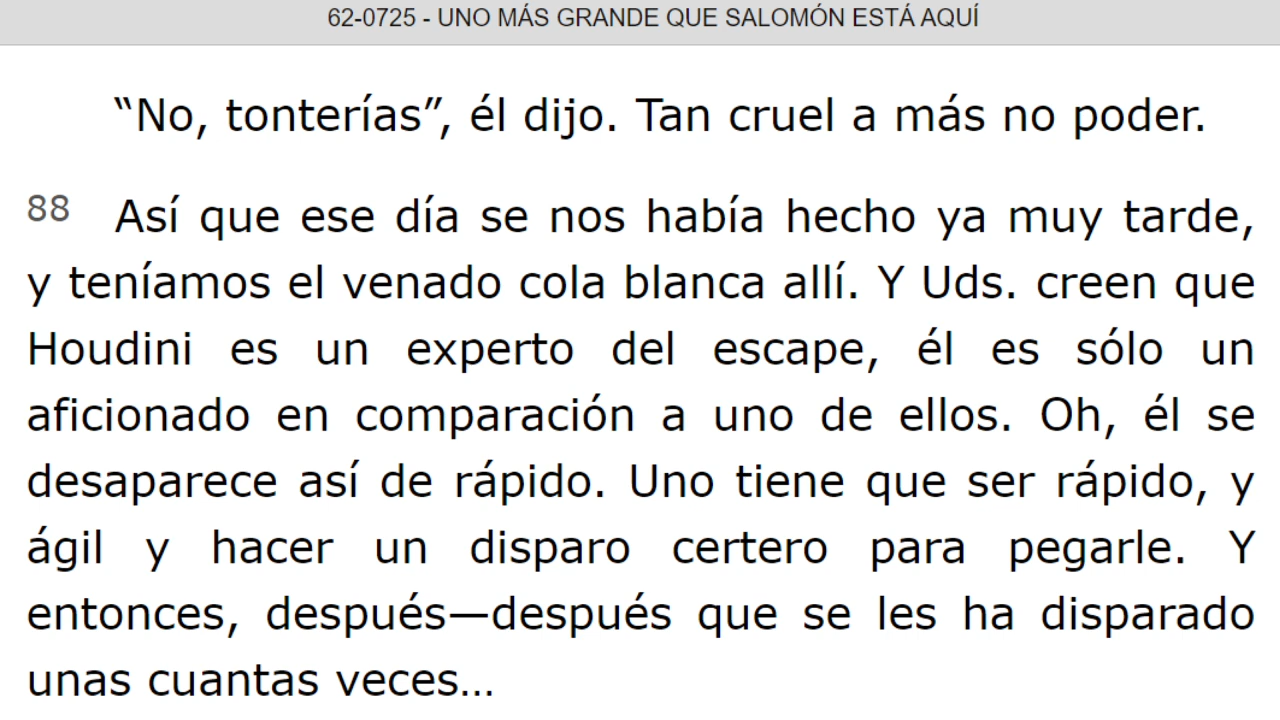 62-0725 - UNO MÁS GRANDE QUE SALOMÓN ESTÁ AQUÍ
“No, tonterías”, él dijo. Tan cruel a más no poder.
88 Así que ese día se nos había hecho ya muy tarde,
y teníamos el venado cola blanca allí. Y Uds. creen que
Houdini es un experto del escape, él es sólo un
aficionado en comparación a uno de ellos. Oh, él se
desaparece así de rápido. Uno tiene que ser rápido, y
ágil y hacer un disparo certero para pegarle. Y
entonces, después—después que se les ha disparado
unas cuantas veces…